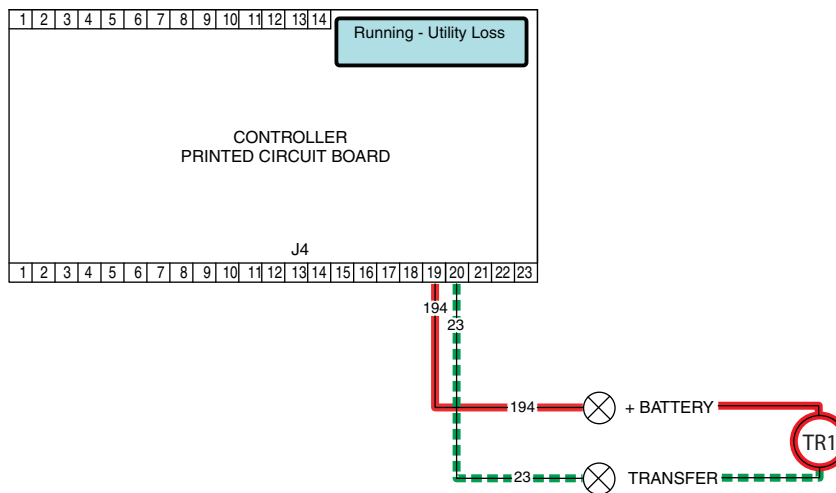 1 2 3 4 5 6 7 8 9 10 11 12 13 14
Running - Utility Loss
CONTROLLER
PRINTED CIRCUIT BOARD
J4
1 2 3 4 5 6 7 8 9 10 11 12 13 14 15 16 17 18 19 20 21 22 23
194
23
194
+ BATTERY
TR1
23
TRANSFER